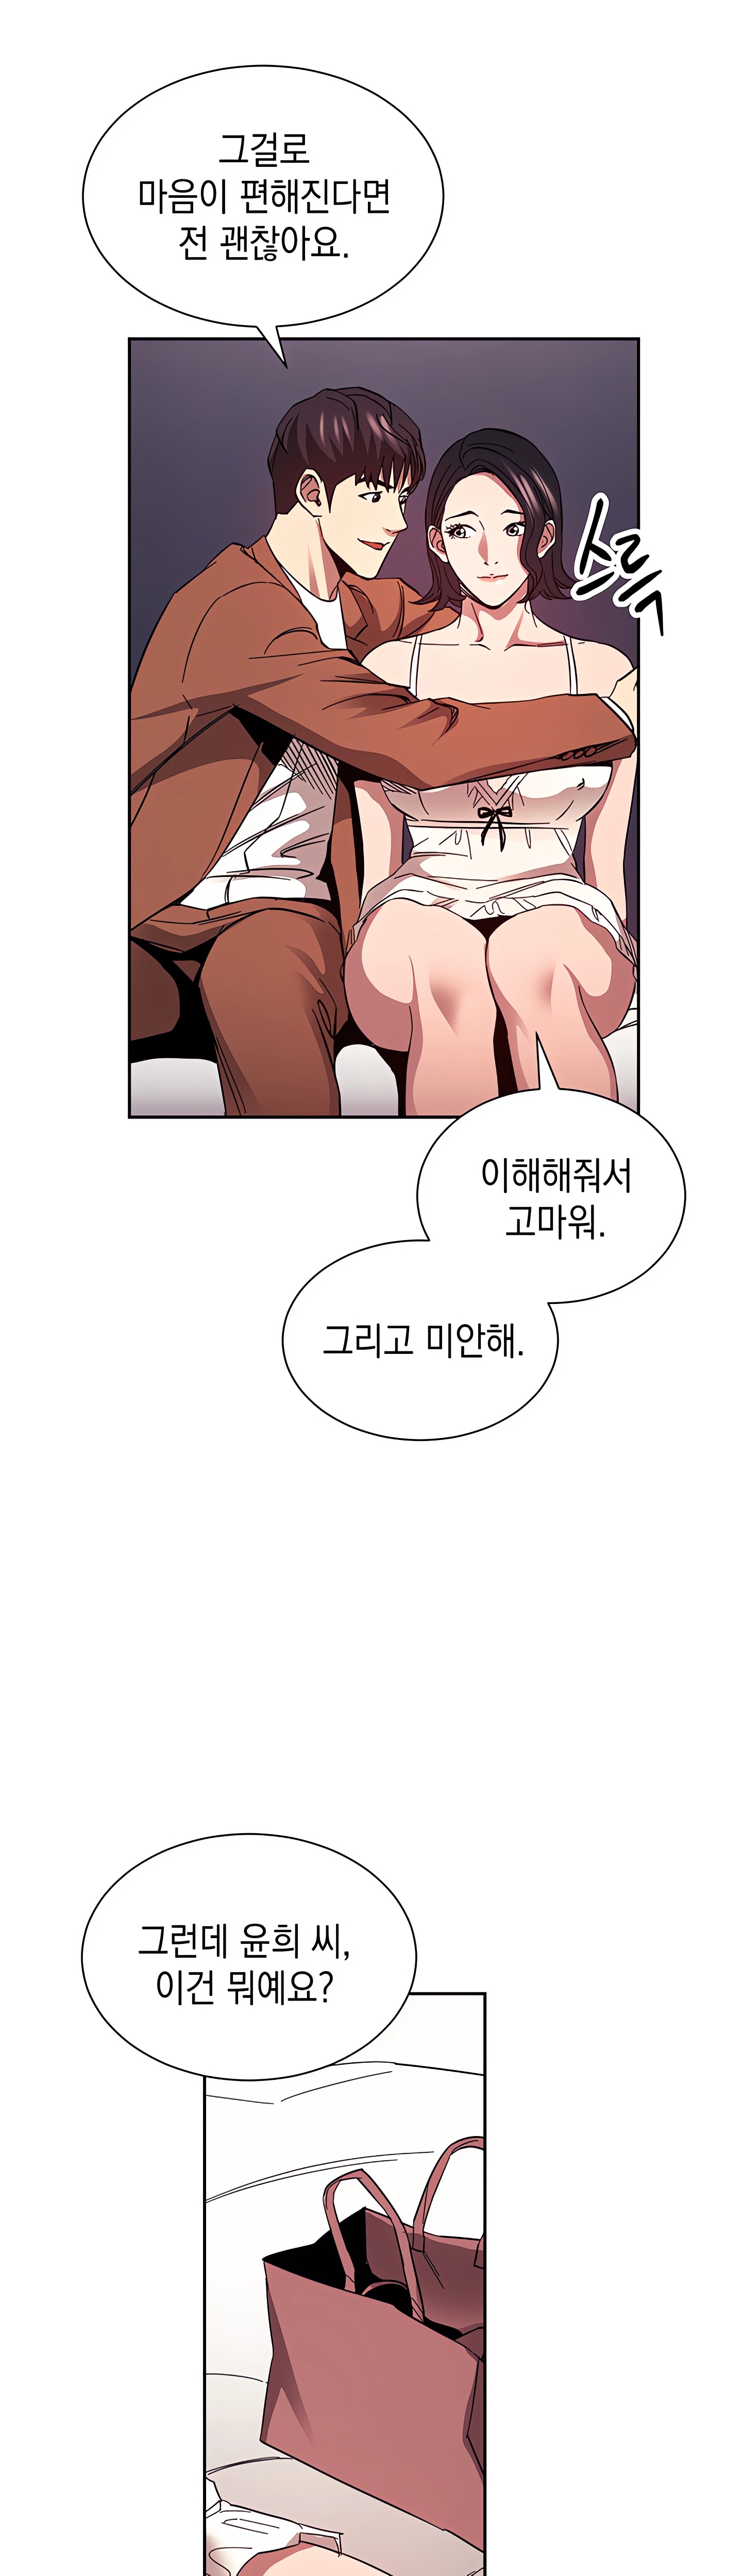 그걸로
마음이 편해진다면
전 괜찮아요.
스륵
이해해줘서
고마워.
그리고 미안해.
그런데 윤희 씨,
이건 뭐예요?